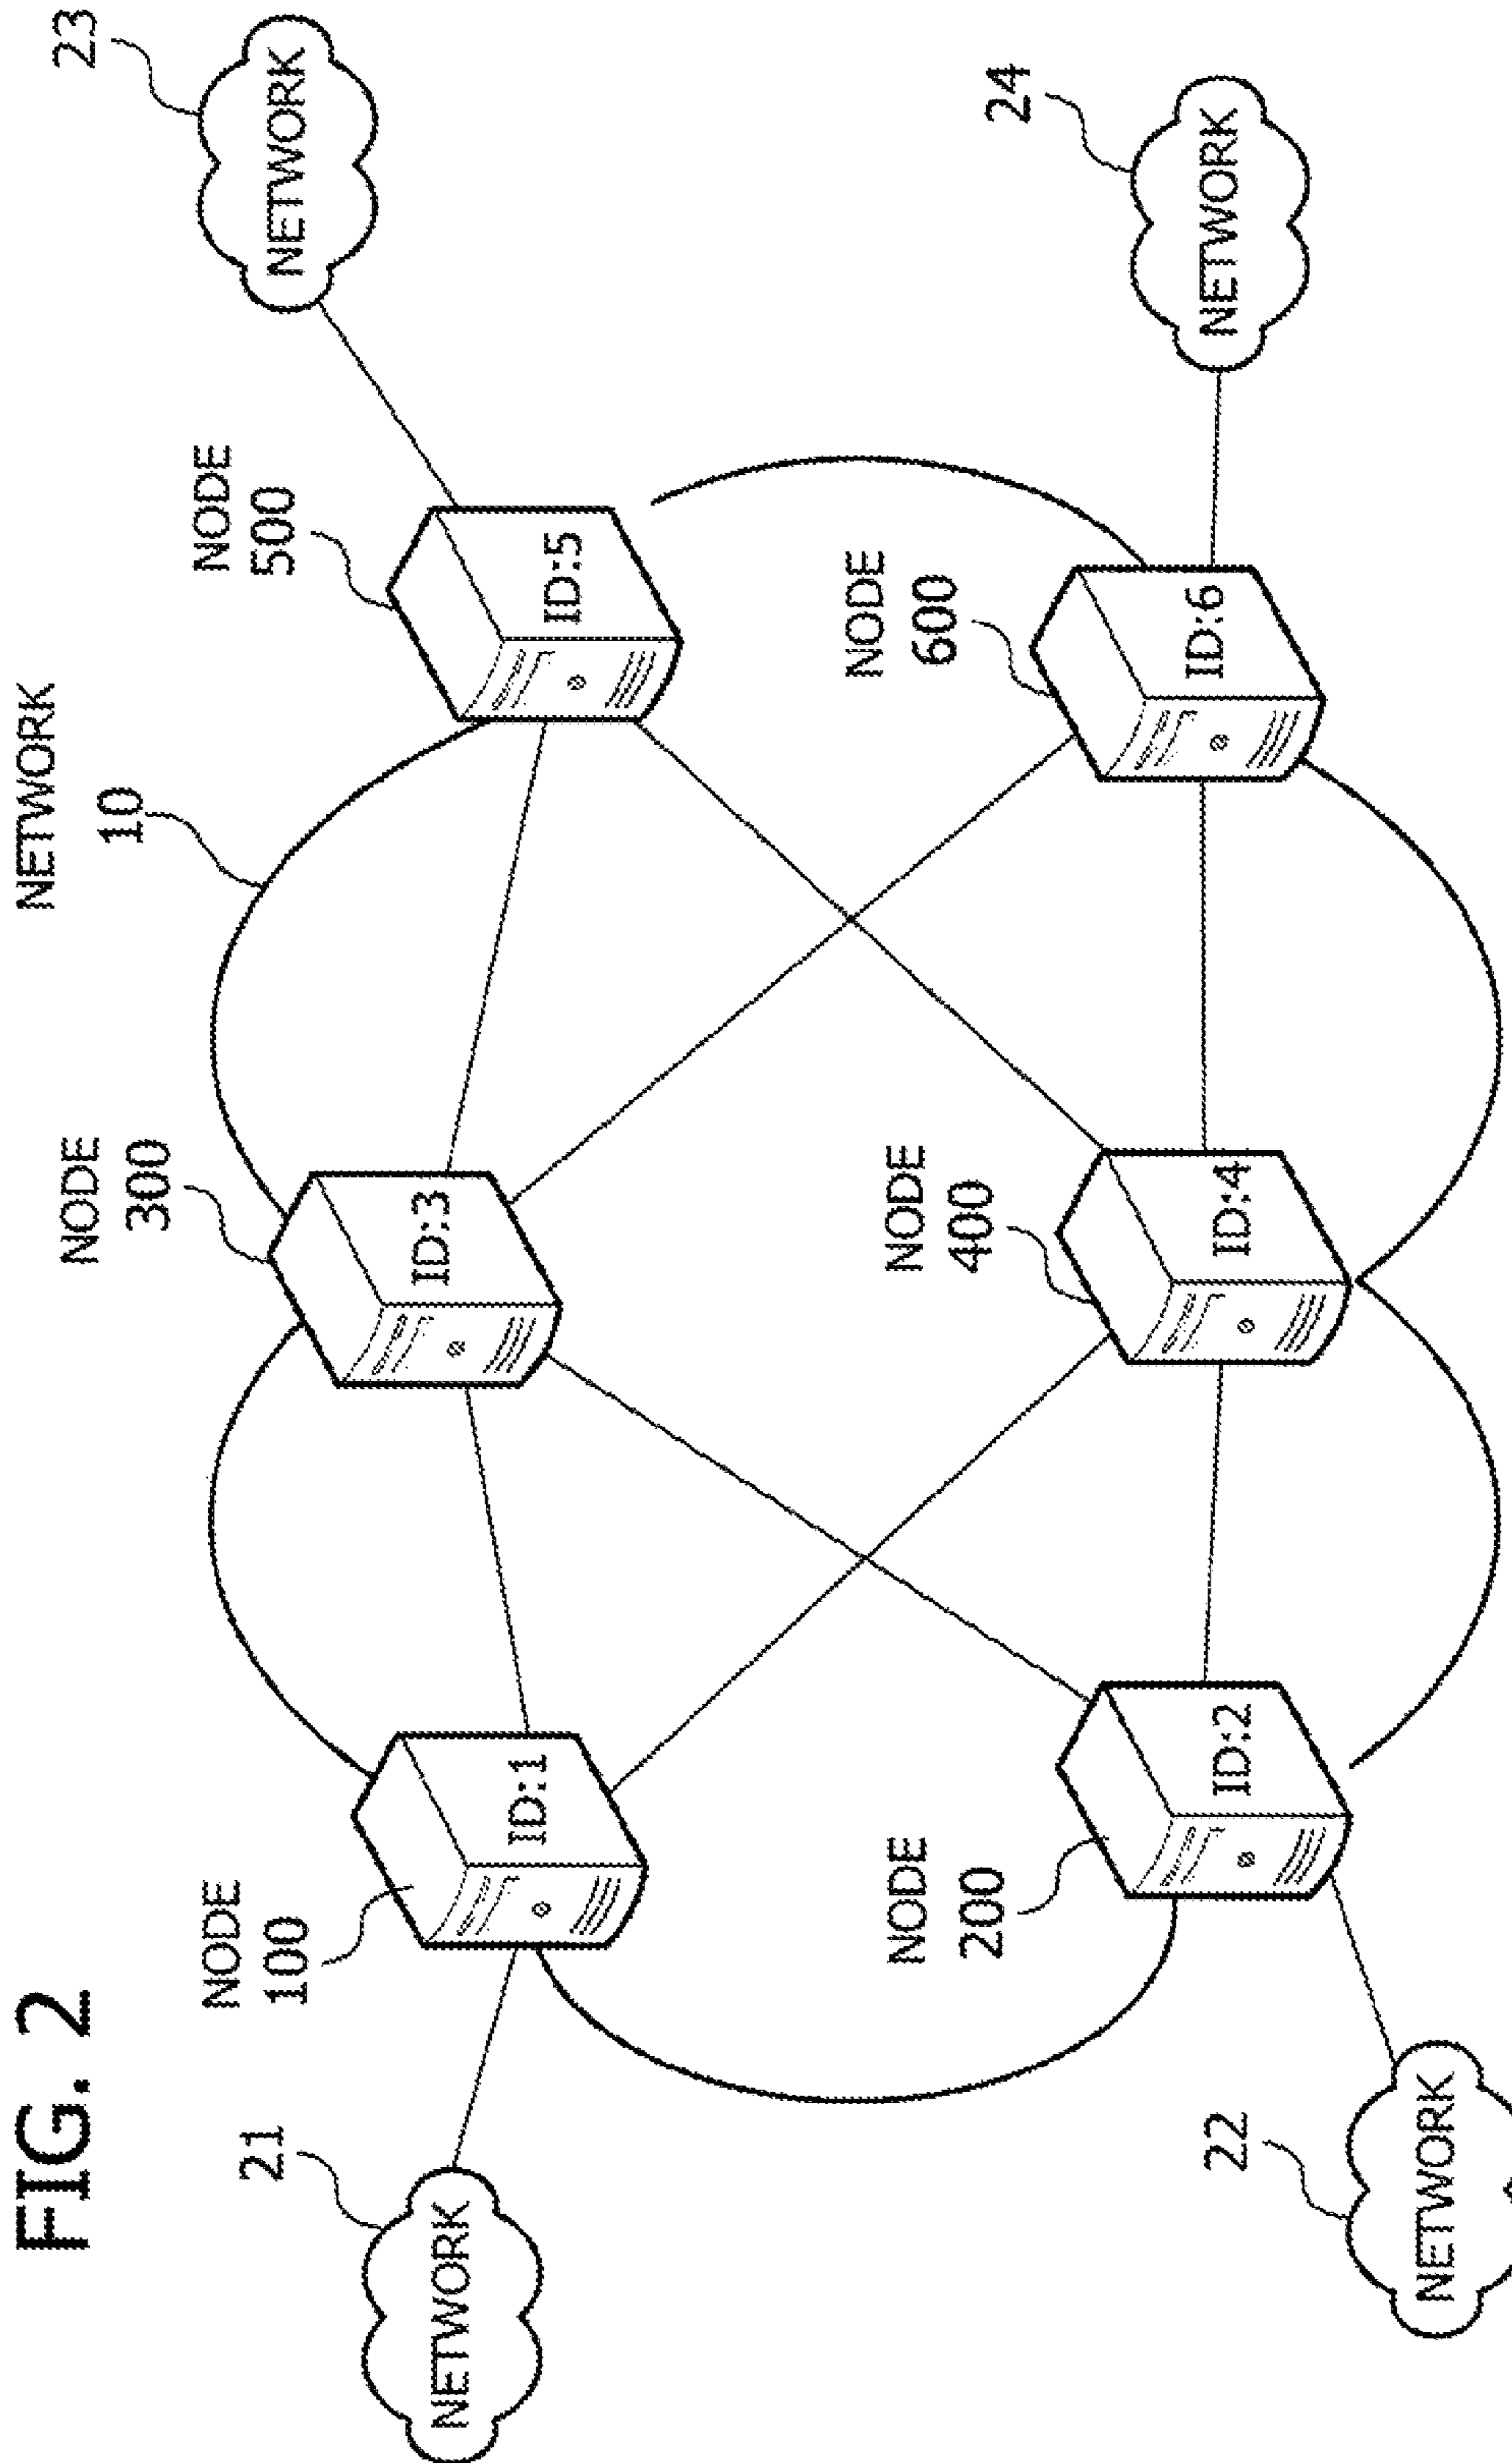 FIG. 2
NETWORK
10
NODE
100
ID:1
NODE
300
ID:3
NODE
500
ID:5
21
NETWORK
23
NETWORK
NODE
200
ID:2
NODE
400
ID:4
NODE
600
ID:6
22
NETWORK
24
NETWORK